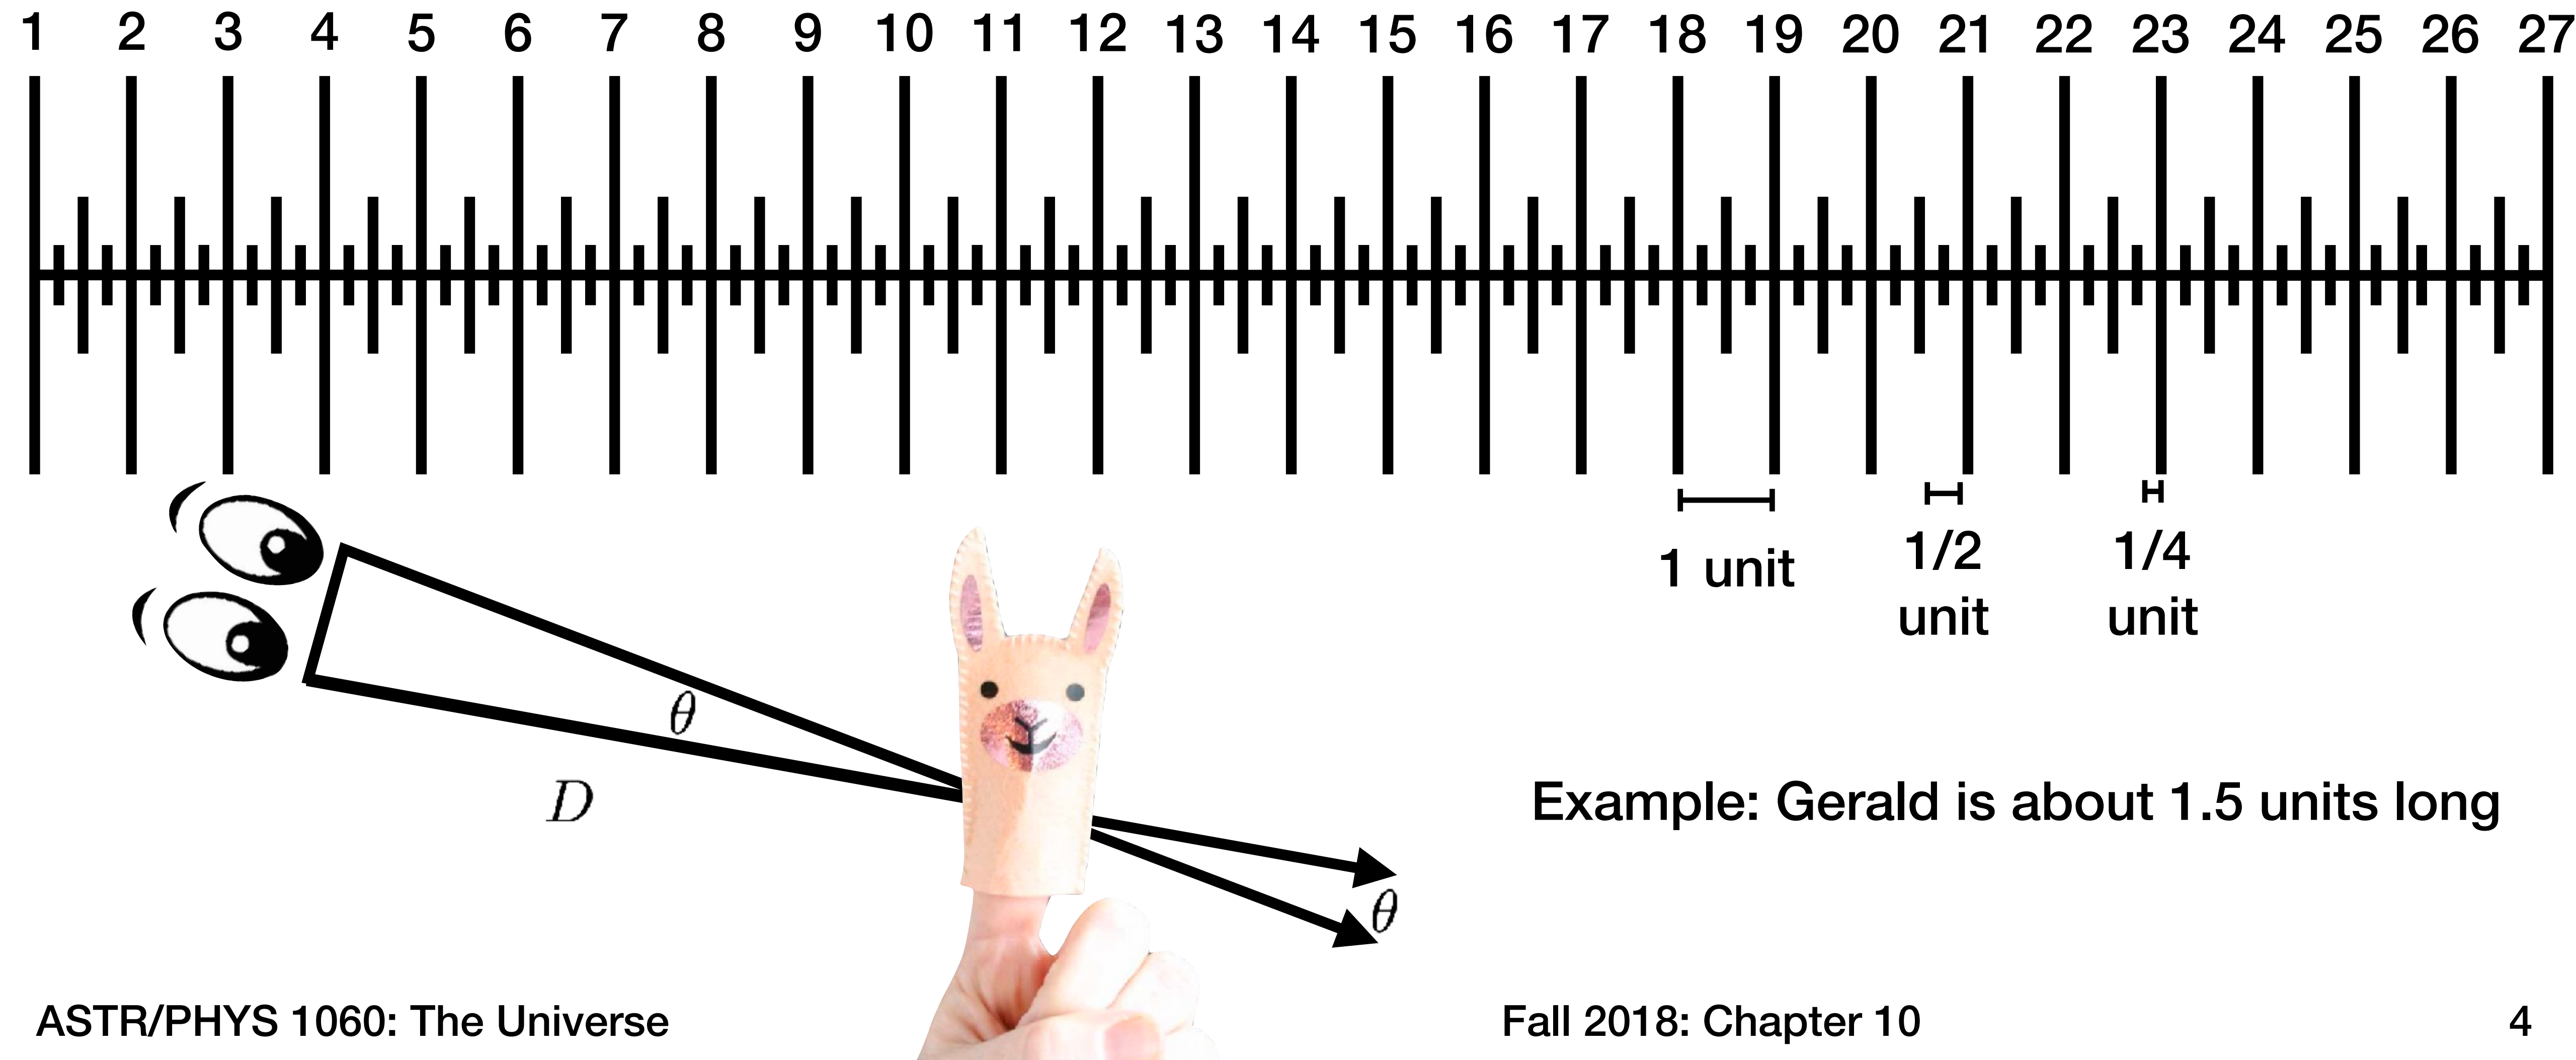 1 2 3 4 5 6 7 8 9 10 11 12 13 14 15 16 17 18 19 20 21 22 23 24 25 26 27
1 unit
1/2
unit
1/4
unit
θ
D
Example: Gerald is about 1.5 units long
θ
ASTR/PHYS 1060: The Universe
Fall 2018: Chapter 10
4